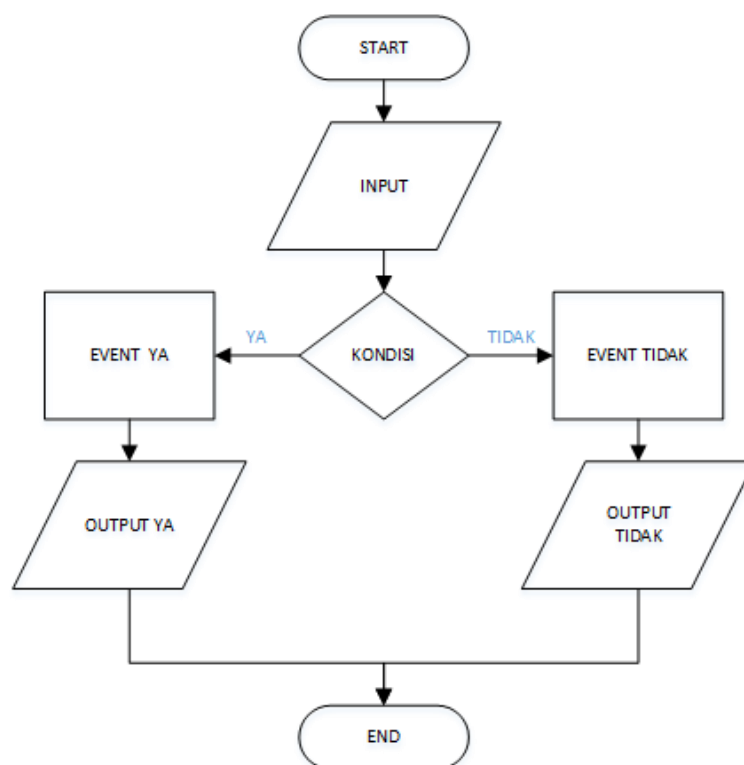 START
INPUT
EVENT YA
YA
KONDISI
TIDAK
EVENT TIDAK
OUTPUT YA
OUTPUT
TIDAK
END